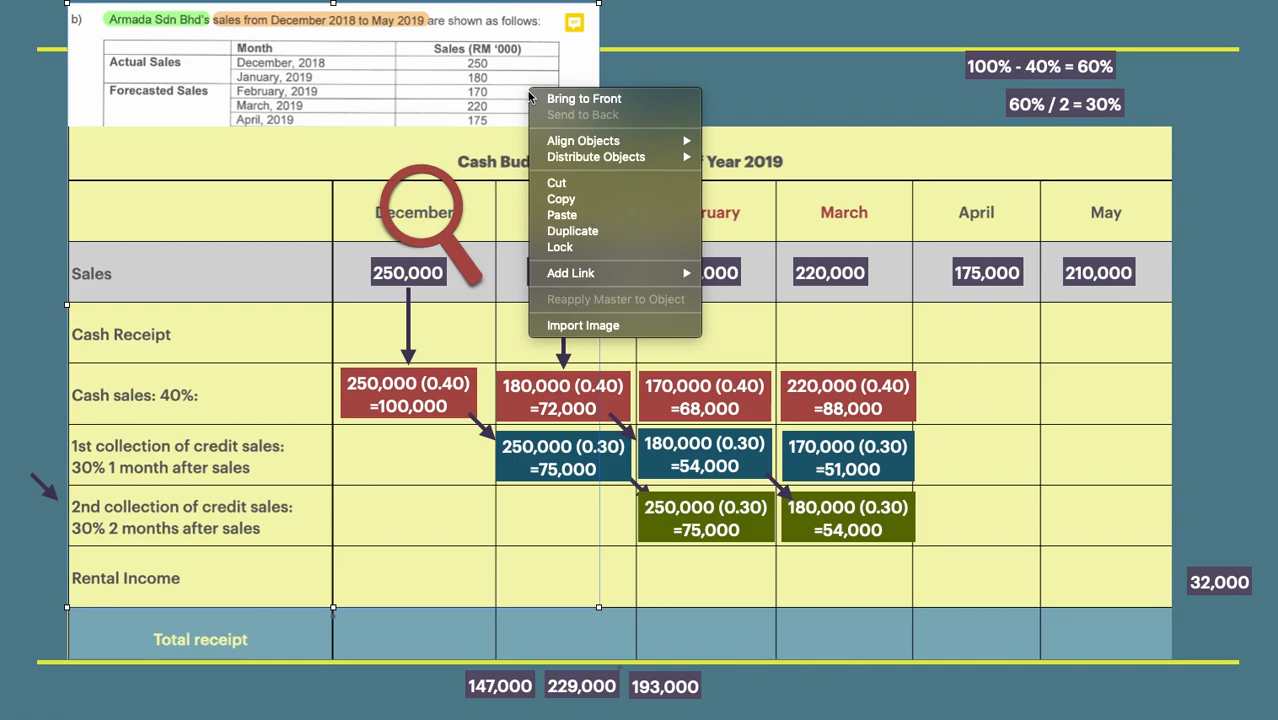 b) Armada Sdn Bhd's sales from December 2018 to May 2019 are shown as follows:
Month Sales (RM '000)
Actual Sales December, 2018 250
January, 2019 180
Forecasted Sales February, 2019 170
March, 2019 220
April, 2019 175
100% - 40% = 60%
60% / 2 = 30%
Bring to Front
Send to Back
Align Objects
Distribute Objects
Cut
Copy
Paste
Duplicate
Lock
Add Link
Reapply Master to Object
Import Image
Cash Bud f Year 2019
December ruary March April May
Sales 250,000 ,000 220,000 175,000 210,000
Cash Receipt
Cash sales: 40%:
250,000 (0.40)
=100,000
180,000 (0.40)
=72,000
170,000 (0.40)
=68,000
220,000 (0.40)
=88,000
1st collection of credit sales:
30% 1 month after sales
250,000 (0.30)
=75,000
180,000 (0.30)
=54,000
170,000 (0.30)
=51,000
2nd collection of credit sales:
30% 2 months after sales
250,000 (0.30)
=75,000
180,000 (0.30)
=54,000
Rental Income
32,000
Total receipt
147,000 229,000 193,000